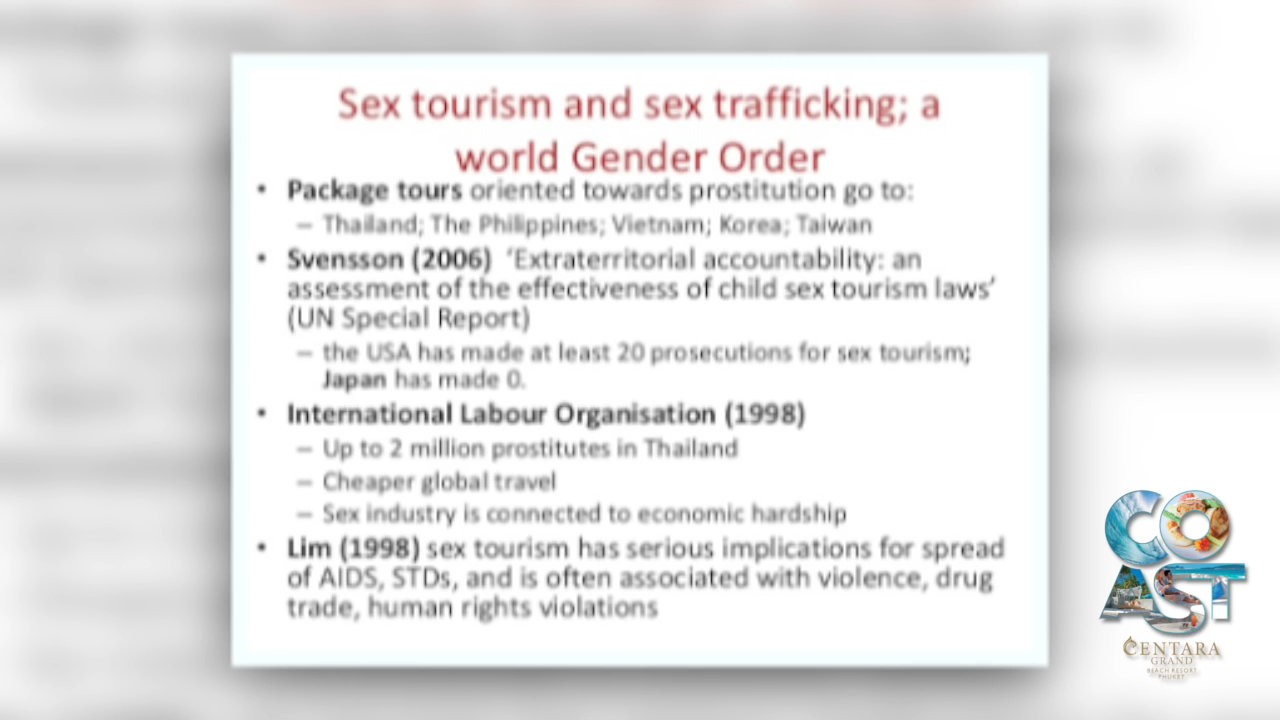 Sex tourism and sex trafficking; a
world Gender Order
• Package tours oriented towards prostitution go to:
– Thailand; The Philippines; Vietnam; Korea; Taiwan
• Svensson (2006) ‘Extraterritorial accountability: an
assessment of the effectiveness of child sex tourism laws’
(UN Special Report)
– the USA has made at least 20 prosecutions for sex tourism;
Japan has made 0.
• International Labour Organisation (1998)
– Up to 2 million prostitutes in Thailand
– Cheaper global travel
– Sex industry is connected to economic hardship
• Lim (1998) sex tourism has serious implications for spread
of AIDS, STDs, and is often associated with violence, drug
trade, human rights violations
CO
AST
CENTARA
GRAND
BEACH RESORT
PHUKET